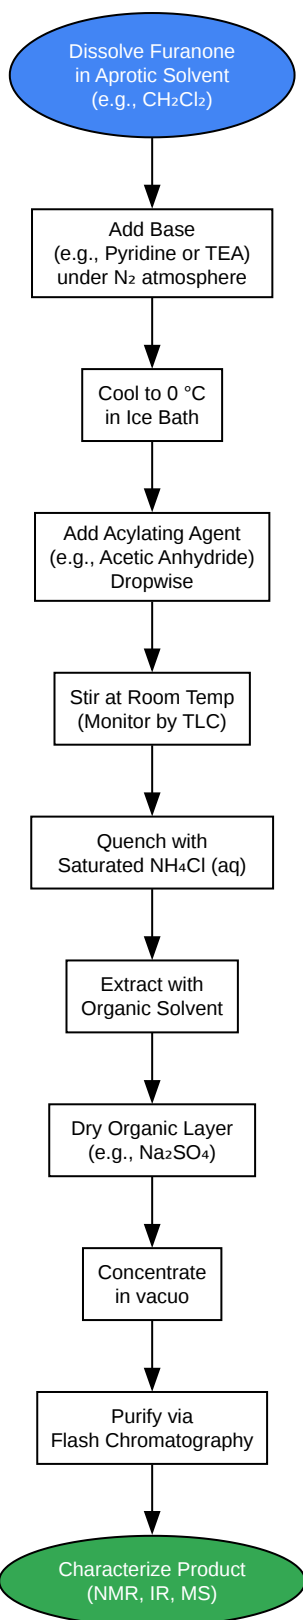 Dissolve Furanone
in Aprotic Solvent
(e.g., CH₂Cl₂)
Add Base
(e.g., Pyridine or TEA)
under N₂ atmosphere
Cool to 0 °C
in Ice Bath
Add Acylating Agent
(e.g., Acetic Anhydride)
Dropwise
Stir at Room Temp
(Monitor by TLC)
Quench with
Saturated NH₄Cl (aq)
Extract with
Organic Solvent
Dry Organic Layer
(e.g., Na₂SO₄)
Concentrate
in vacuo
Purify via
Flash Chromatography
Characterize Product
(NMR, IR, MS)